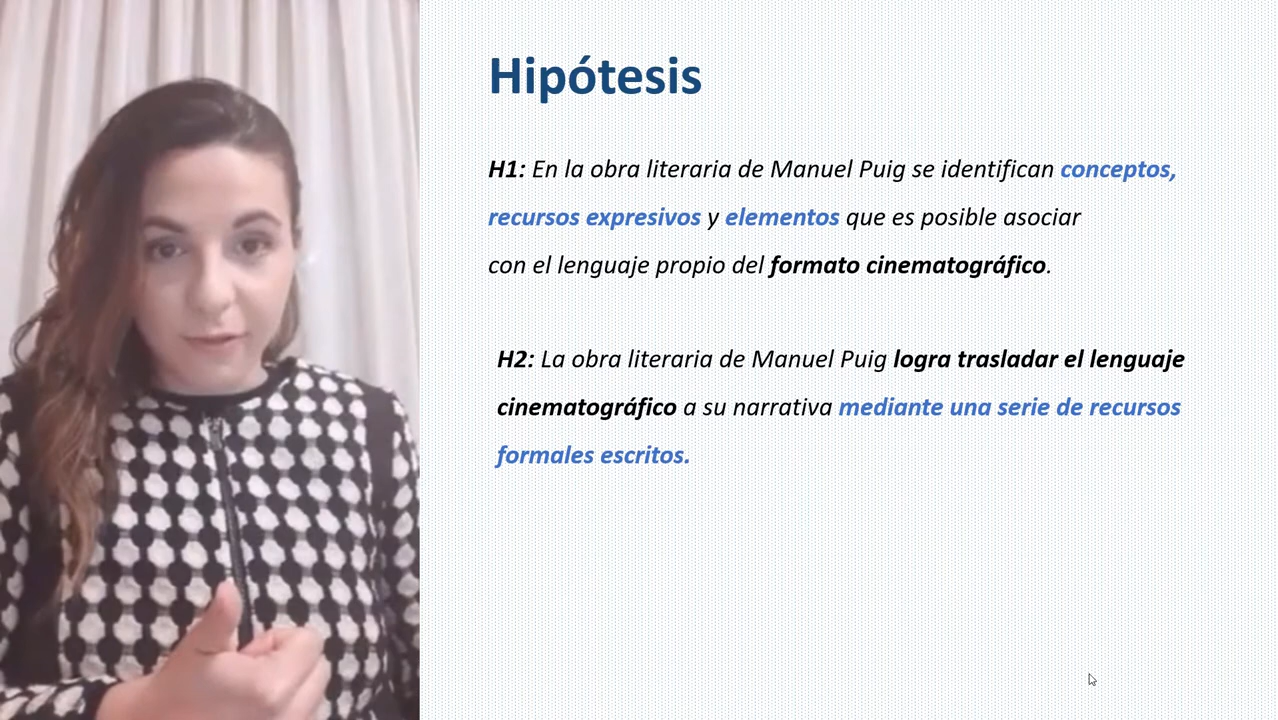 Hipótesis
H1: En la obra literaria de Manuel Puig se identifican conceptos,
recursos expresivos y elementos que es posible asociar
con el lenguaje propio del formato cinematográfico.
H2: La obra literaria de Manuel Puig logra trasladar el lenguaje
cinematográfico a su narrativa mediante una serie de recursos
formales escritos.